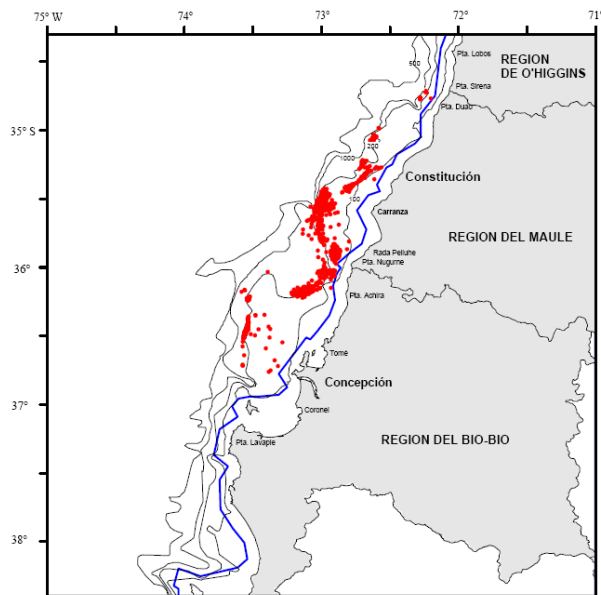 75° W
74°
73°
72°
71°
Pta. Lobos
500
REGION
DE O'HIGGINS
Pta. Sirena
Pta. Duao
35° S
200
1000
Constitución
100
Carranza
REGION DEL MAULE
Rada Pelluhe
Pta. Nugurne
36°
Pta. Achira
Tomé
Concepción
37°
Coronel
REGION DEL BIO-BIO
Pta. Lavapie
38°